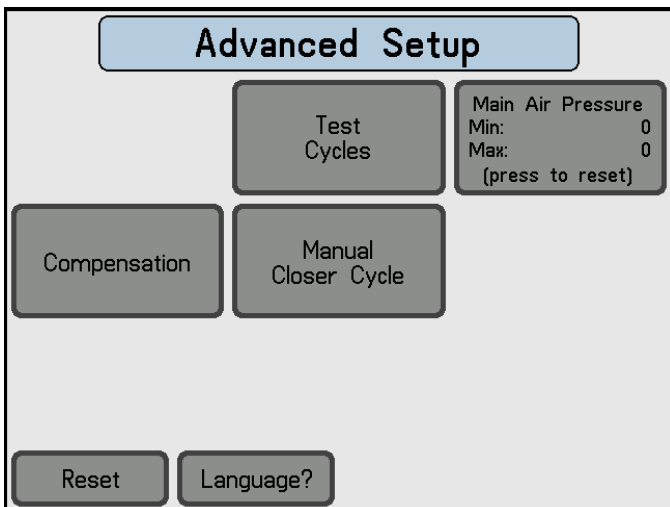 Advanced Setup
Test
Cycles
Main Air Pressure
Min: 0
Max: 0
(press to reset)
Compensation
Manual
Closer Cycle
Reset
Language?